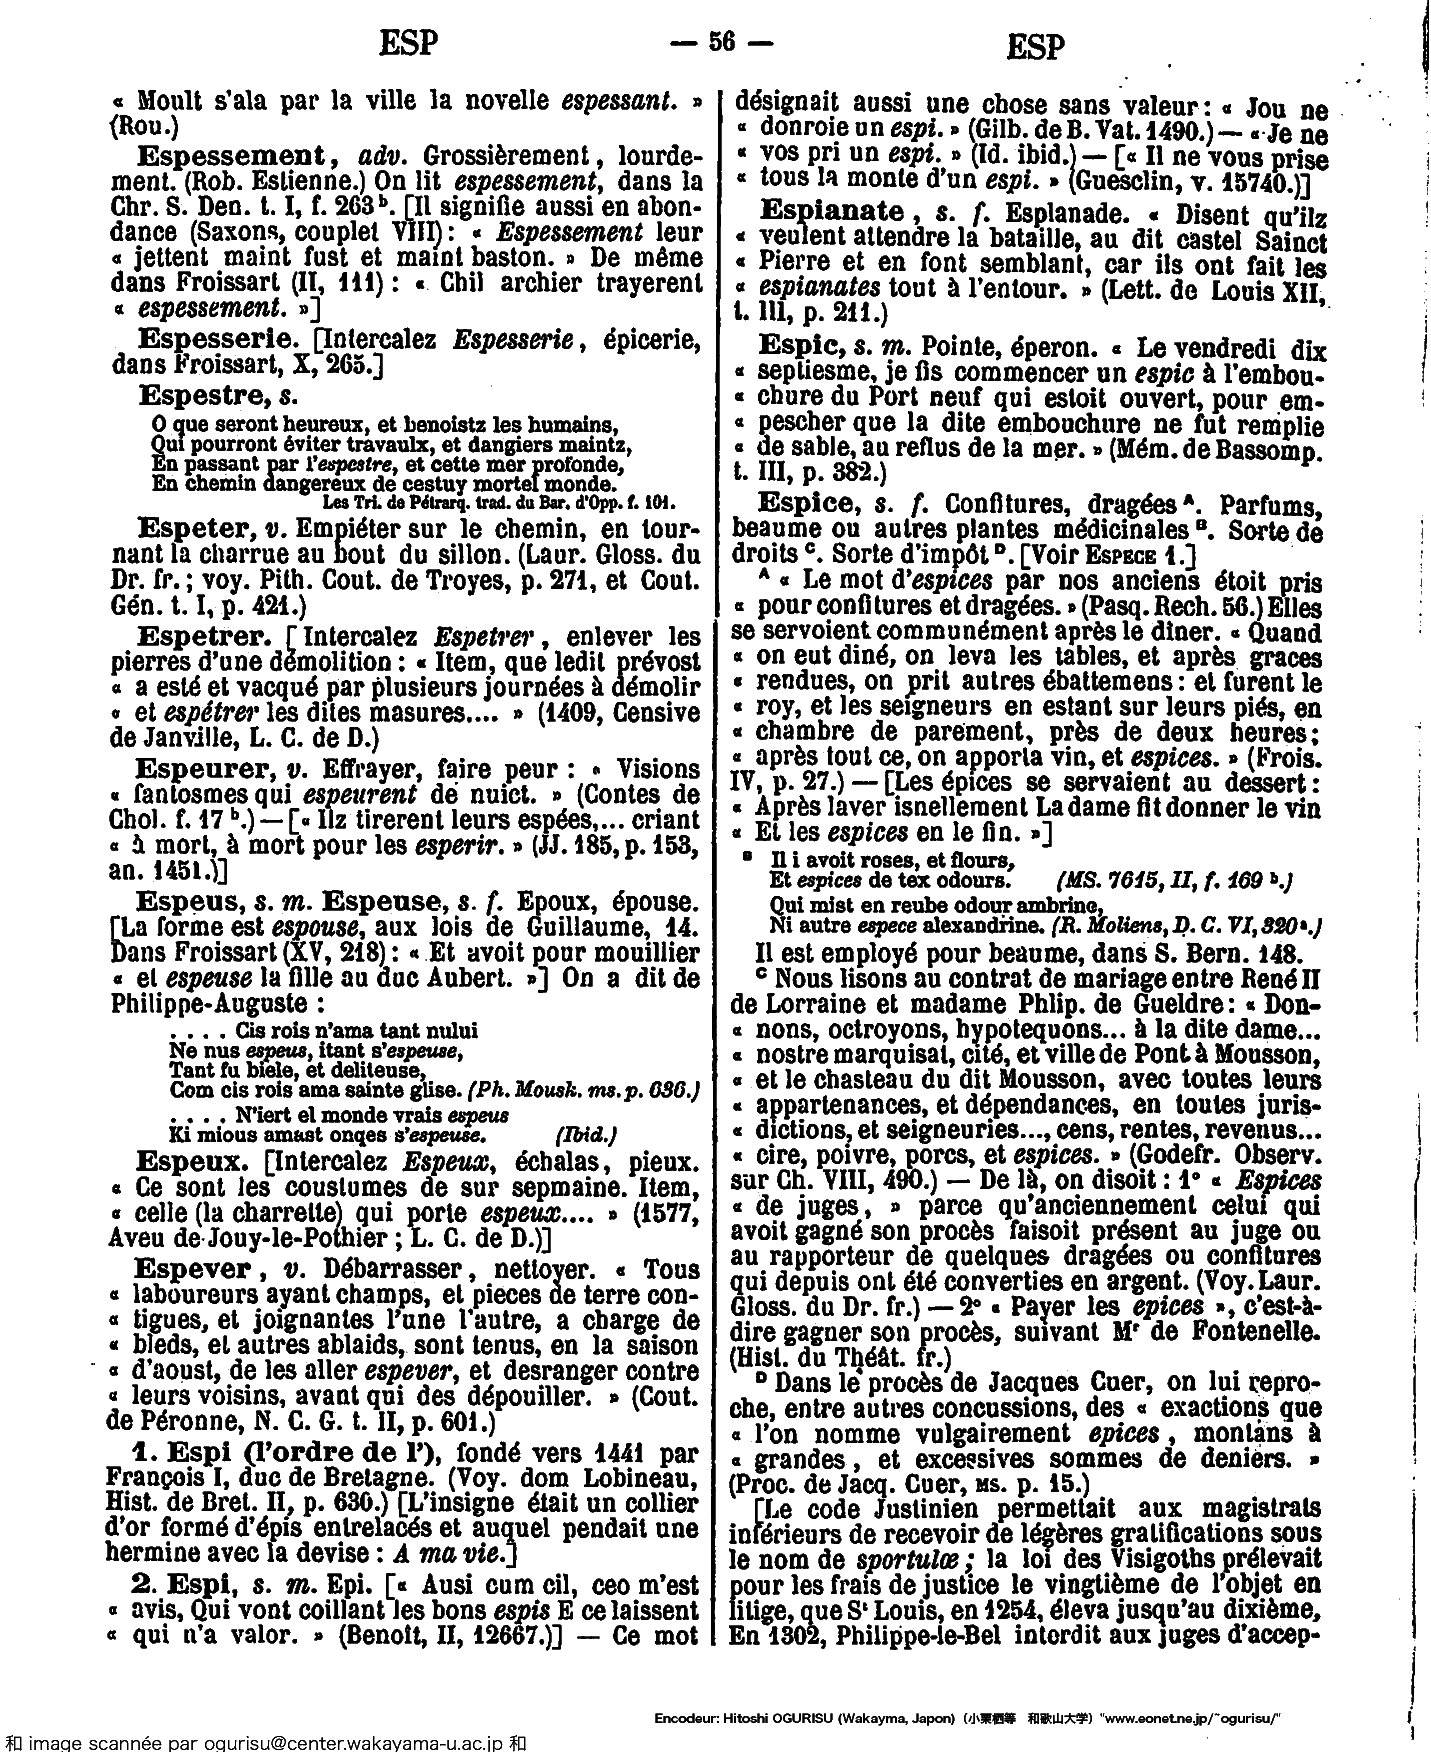 ESP — 56 — ESP
« Moult s'ala par la ville la novelle espessant. »
(Rou.)
Espessement, adv. Grossièrement, lourde-
ment. (Rob. Estienne.) On lit espessement, dans la
Chr. S. Den. t. I, f. 263 b. [Il signifie aussi en abon-
dance (Saxons, couplet VIII) : « Espessement leur
« jettent maint fust et maint baston. » De même
dans Froissart (II, 111) : « Chil archier trayerent
« espessement. »]
Espesserie. [Intercalez Espesserie, épicerie,
dans Froissart, X, 265.]
Espestre, s.
O que seront heureux, et benoistz les humains,
Qui pourront éviter travaulx, et dangiers maintz,
En passant par l'espestre, et cette mer profonde,
En chemin dangereux de cestuy mortel monde.
Les Tri. de Pétrarq. trad. du Bar. d'Opp. f. 101.
Espeter, v. Empiéter sur le chemin, en tour-
nant la charrue au bout du sillon. (Laur. Gloss. du
Dr. fr. ; voy. Pith. Cout. de Troyes, p. 271, et Cout.
Gén. t. I, p. 421.)
Espetrer. [Intercalez Espetrer, enlever les
pierres d'une démolition : « Item, que ledit prévost
« a esté et vacqué par plusieurs journées à démolir
« et espétrer les dites masures.... » (1409, Censive
de Janville, L. C. de D.)
Espeurer, v. Effrayer, faire peur : « Visions
« fantosmes qui espeurent de nuict. » (Contes de
Chol. f. 17 b.) — [« Ilz tirerent leurs espées,... criant
« à mort, à mort pour les esperir. » (JJ. 185, p. 153,
an. 1451.)]
Espeus, s. m. Espeuse, s. f. Epoux, épouse.
[La forme est espouse, aux lois de Guillaume, 14.
Dans Froissart (XV, 218) : « Et avoit pour mouillier
« et espeuse la fille au duc Aubert. »] On a dit de
Philippe-Auguste :
. . . . Cis rois n'ama tant nului
Ne nus espeus, itant s'espeuse,
Tant fu biele, et deliteuse,
Com cis rois ama sainte glise. (Ph. Mousk. ms. p. 636.)
. . . . N'iert el monde vrais espeus
Ki mious amast onqes s'espeuse. (Ibid.)
Espeux. [Intercalez Espeux, échalas, pieux.
« Ce sont les coustumes de sur sepmaine. Item,
« celle (la charrette) qui porte espeux.... » (1577,
Aveu de Jouy-le-Pothier ; L. C. de D.)]
Espever, v. Débarrasser, nettoyer. « Tous
« laboureurs ayant champs, et pieces de terre con-
« tigues, et joignantes l'une l'autre, a charge de
« bleds, et autres ablaids, sont tenus, en la saison
« d'aoust, de les aller espever, et desranger contre
« leurs voisins, avant qui des dépouiller. » (Cout.
de Péronne, N. C. G. t. II, p. 601.)
1. Espi (l'ordre de l'), fondé vers 1441 par
François I, duc de Bretagne. (Voy. dom Lobineau,
Hist. de Bret. II, p. 630.) [L'insigne était un collier
d'or formé d'épis entrelacés et auquel pendait une
hermine avec la devise : A ma vie.]
2. Espi, s. m. Epi. [« Ausi cum cil, ceo m'est
« avis, Qui vont coillant les bons espis E ce laissent
« qui n'a valor. » (Benoît, II, 12667.)] — Ce mot
désignait aussi une chose sans valeur : « Jou ne
« donroie un espi. » (Gilb. de B. Vat. 1490.) — « Je ne
« vos pri un espi. » (Id. ibid.) — [« Il ne vous prise
« tous la monte d'un espi. » (Guesclin, v. 15740.)]
Espianate, s. f. Esplanade. « Disent qu'ilz
« veulent attendre la bataille, au dit castel Sainct
« Pierre et en font semblant, car ils ont fait les
« espianates tout à l'entour. » (Lett. de Louis XII,
t. III, p. 211.)
Espic, s. m. Pointe, éperon. « Le vendredi dix
« septiesme, je fis commencer un espic à l'embou-
« chure du Port neuf qui estoit ouvert, pour em-
« pescher que la dite embouchure ne fut remplie
« de sable, au reflus de la mer. » (Mém. de Bassomp.
t. III, p. 382.)
Espice, s. f. Confitures, dragées A. Parfums,
beaume ou autres plantes médicinales B. Sorte de
droits C. Sorte d'impôt D. [Voir ESPECE 1.]
A « Le mot d'espices par nos anciens étoit pris
« pour confitures et dragées. » (Pasq. Rech. 56.) Elles
se servoient communément après le dîner. « Quand
« on eut diné, on leva les tables, et après graces
« rendues, on prit autres ébattemens : et furent le
« roy, et les seigneurs en estant sur leurs piés, en
« chambre de parement, près de deux heures ;
« après tout ce, on apporta vin, et espices. » (Frois.
IV, p. 27.) — [Les épices se servaient au dessert :
« Après laver isnellement La dame fit donner le vin
« Et les espices en le fin. »]
B Il i avoit roses, et flours,
Et espices de tex odours. (MS. 7615, II, f. 169 b.)
Qui mist en reube odour ambrine,
Ni autre espece alexandrine. (R. Moliens, D. C. VI, 320 a.)
Il est employé pour beaume, dans S. Bern. 148.
C Nous lisons au contrat de mariage entre René II
de Lorraine et madame Phlip. de Gueldre : « Don-
« nons, octroyons, hypotequons... à la dite dame...
« nostre marquisat, cité, et ville de Pont à Mousson,
« et le chasteau du dit Mousson, avec toutes leurs
« appartenances, et dépendances, en toutes juris-
« dictions, et seigneuries..., cens, rentes, revenus...
« cire, poivre, porcs, et espices. » (Godefr. Observ.
sur Ch. VIII, 490.) — De là, on disoit : 1° « Espices
« de juges, » parce qu'anciennement celui qui
avoit gagné son procès faisoit présent au juge ou
au rapporteur de quelques dragées ou confitures
qui depuis ont été converties en argent. (Voy. Laur.
Gloss. du Dr. fr.) — 2° « Payer les epices », c'est-à-
dire gagner son procès, suivant Mr de Fontenelle.
(Hist. du Théât. fr.)
D Dans le procès de Jacques Cuer, on lui repro-
che, entre autres concussions, des « exactions que
« l'on nomme vulgairement epices, montans à
« grandes, et excessives sommes de deniers. »
(Proc. de Jacq. Cuer, MS. p. 15.)
[Le code Justinien permettait aux magistrats
inférieurs de recevoir de légères gratifications sous
le nom de sportulæ ; la loi des Visigoths prélevait
pour les frais de justice le vingtième de l'objet en
litige, que St Louis, en 1254, éleva jusqu'au dixième,
En 1302, Philippe-le-Bel interdit aux juges d'accep-
Encodeur: Hitoshi OGURISU (Wakayma, Japon) (小栗栖等 和歌山大学) "www.eonet.ne.jp/~ogurisu/"
和 image scannée par ogurisu@center.wakayama-u.ac.jp 和